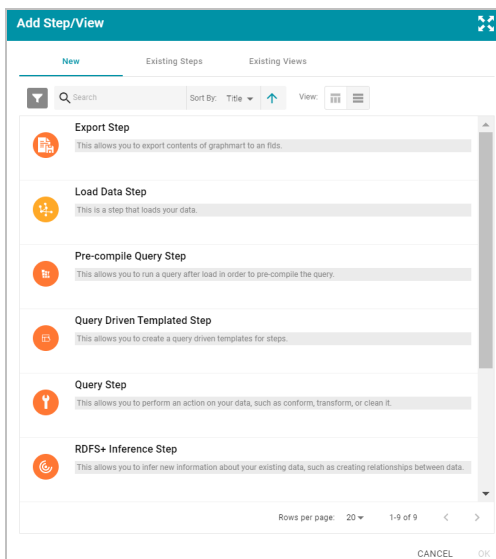 Add Step/View
New Existing Steps Existing Views
Search Sort By: Title View:
Export Step
This allows you to export contents of graphmart to an flds.
Load Data Step
This is a step that loads your data.
Pre-compile Query Step
This allows you to run a query after load in order to pre-compile the query.
Query Driven Templated Step
This allows you to create a query driven templates for steps.
Query Step
This allows you to perform an action on your data, such as conform, transform, or clean it.
RDFS+ Inference Step
This allows you to infer new information about your existing data, such as creating relationships between data.
Rows per page: 20 1-9 of 9
CANCEL OK